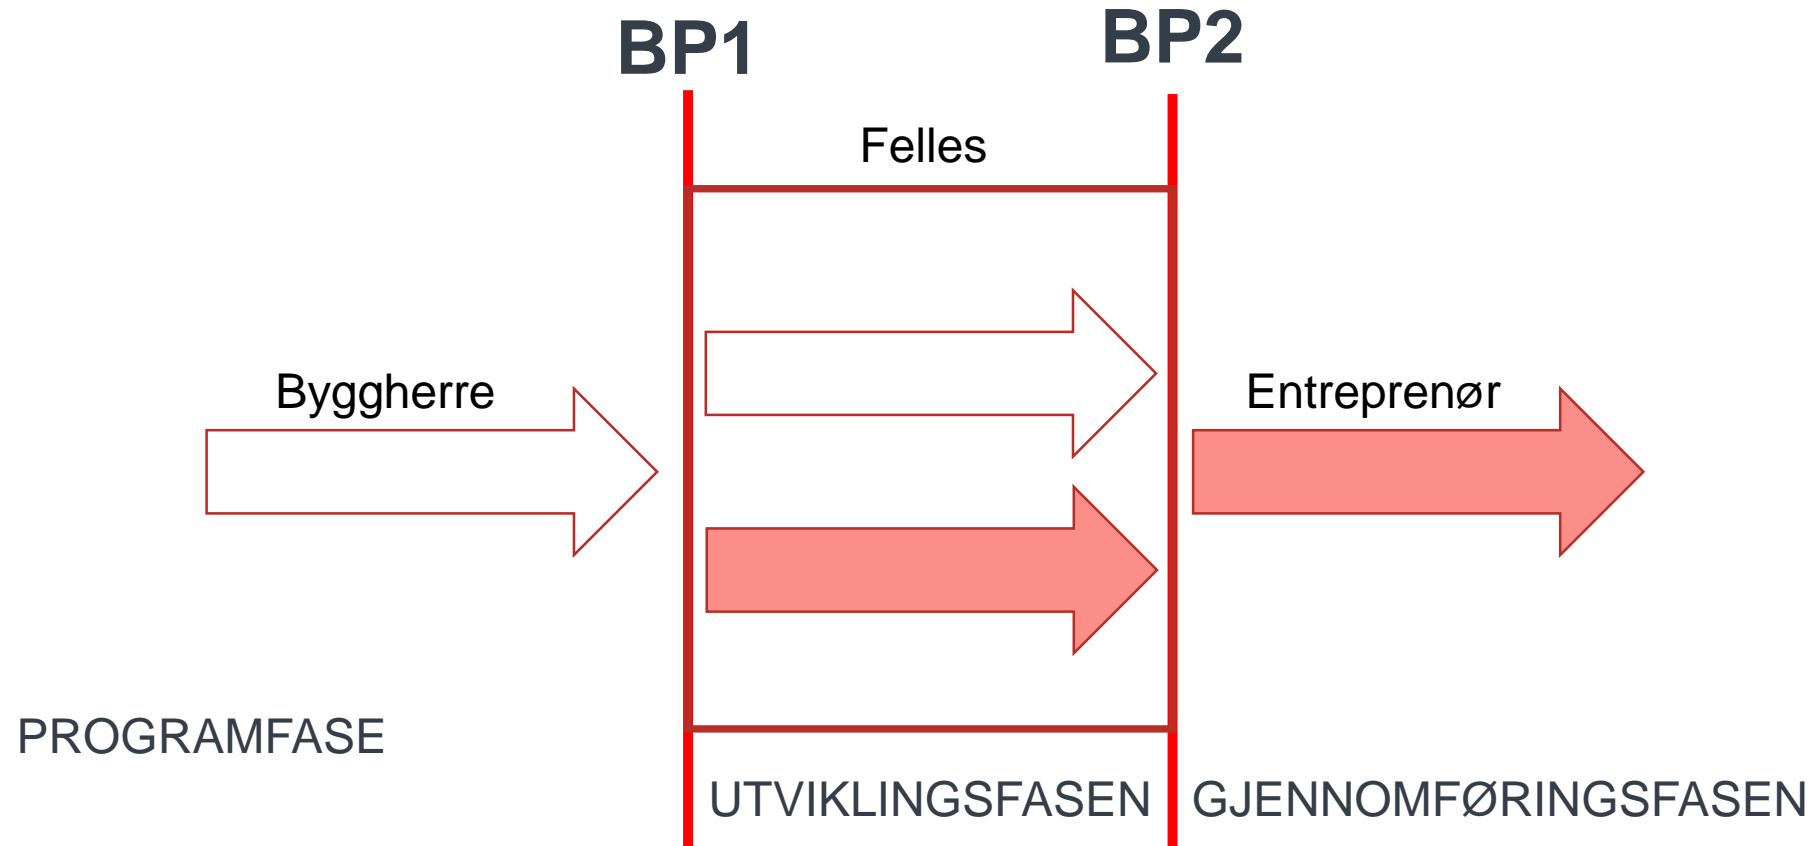 BP1
BP2
Felles
Byggherre
Entreprenør
PROGRAMFASE
UTVIKLINGSFASEN
GJENNOMFØRINGSFASEN